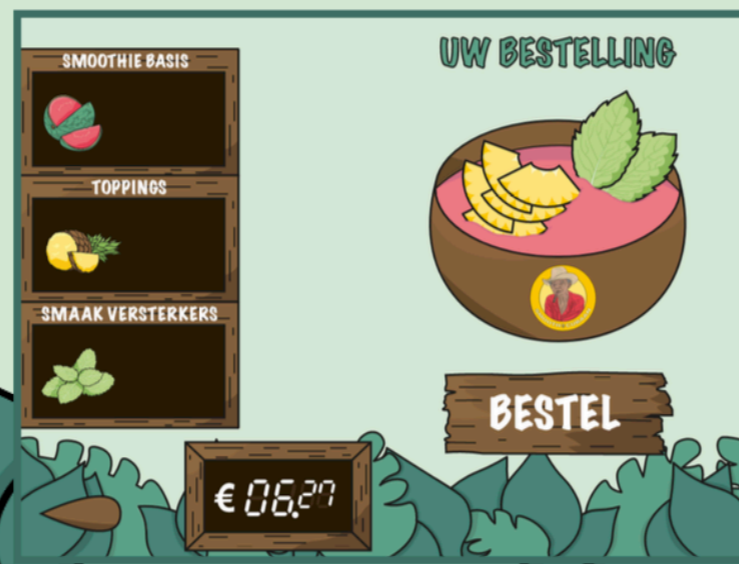 UW BESTELLING
SMOOTHIE BASIS
TOPPINGS
SMAAK VERSTERKERS
BESTEL
€ 06.27